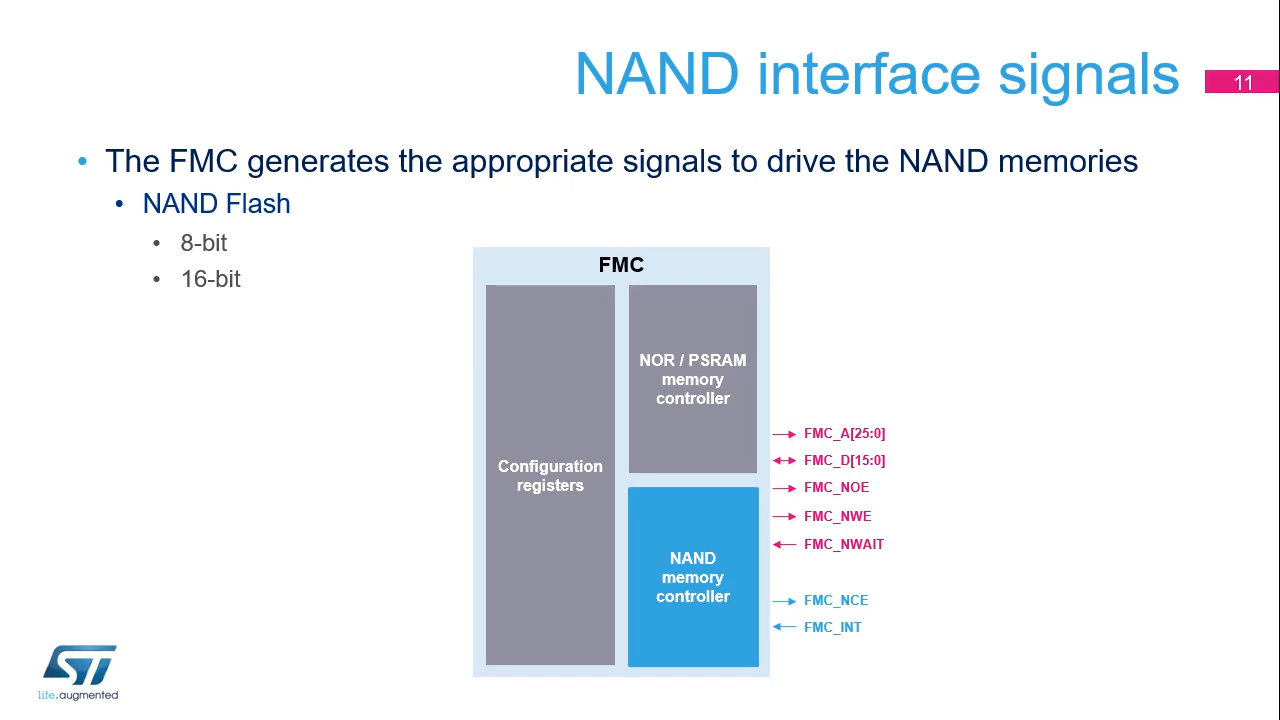 NAND interface signals
11
• The FMC generates the appropriate signals to drive the NAND memories
• NAND Flash
• 8-bit
• 16-bit
FMC
NOR / PSRAM
memory
controller
Configuration
registers
NAND
memory
controller
FMC_A[25:0]
FMC_D[15:0]
FMC_NOE
FMC_NWE
FMC_NWAIT
FMC_NCE
FMC_INT
ST
life.augmented